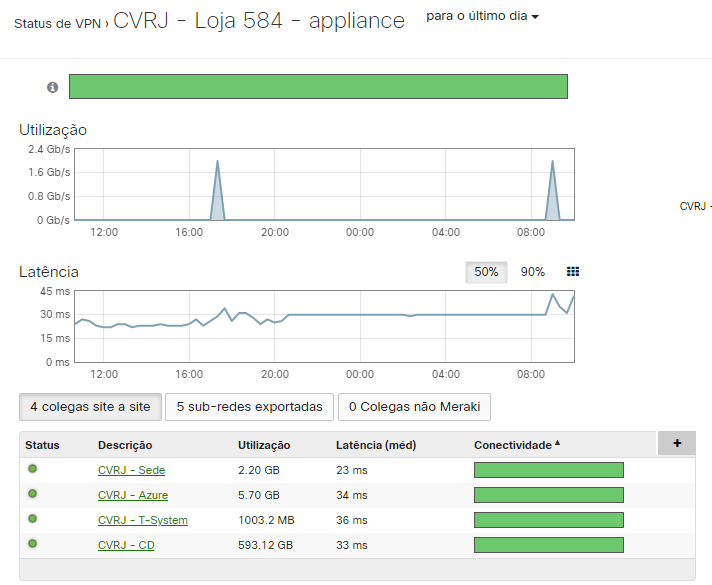 Status de VPN › CVRJ - Loja 584 - appliance para o último dia
Utilização
2.4 Gb/s
1.6 Gb/s
0.8 Gb/s
0 Gb/s
12:00 16:00 20:00 00:00 04:00 08:00
CVRJ -
Latência
50% 90%
45 ms
30 ms
15 ms
0 ms
12:00 16:00 20:00 00:00 04:00 08:00
4 colegas site a site 5 sub-redes exportadas 0 Colegas não Meraki
Status Descrição Utilização Latência (méd) Conectividade ▲ +
CVRJ - Sede 2.20 GB 23 ms
CVRJ - Azure 5.70 GB 34 ms
CVRJ - T-System 1003.2 MB 36 ms
CVRJ - CD 593.12 GB 33 ms